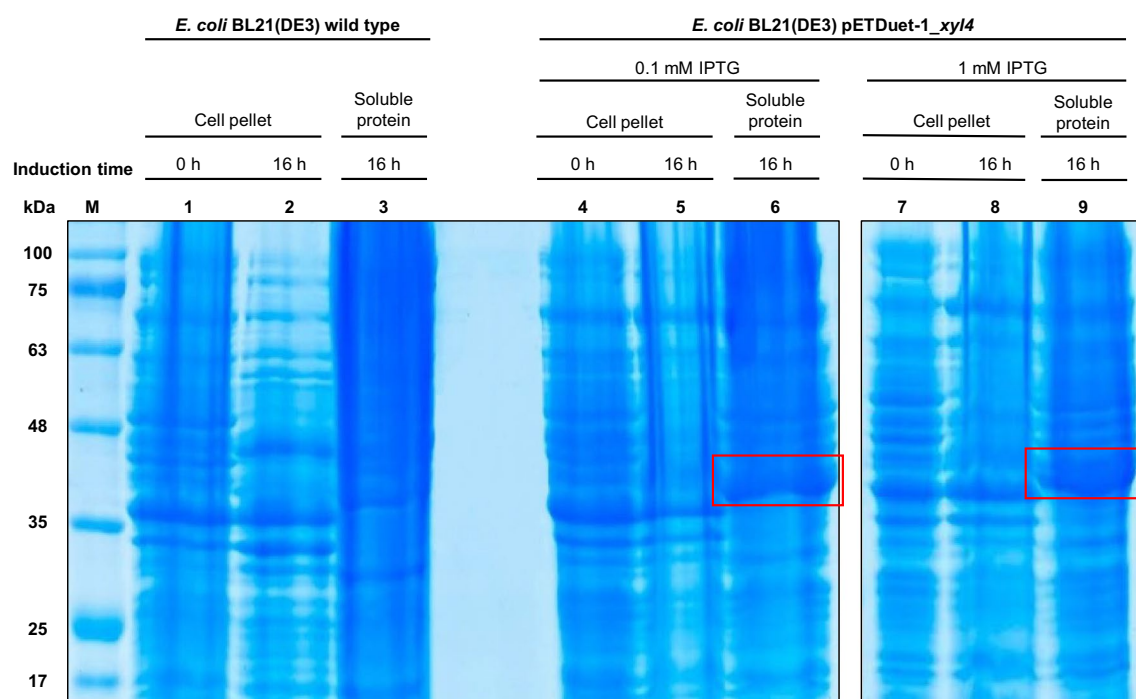 E. coli BL21(DE3) wild type
E. coli BL21(DE3) pETDuet-1_xyl4
0.1 mM IPTG
1 mM IPTG
Cell pellet
Soluble
protein
Cell pellet
Soluble
protein
Cell pellet
Soluble
protein
Induction time 0 h 16 h 16 h 0 h 16 h 16 h 0 h 16 h 16 h
kDa M 1 2 3 4 5 6 7 8 9
100
75
63
48
35
25
17